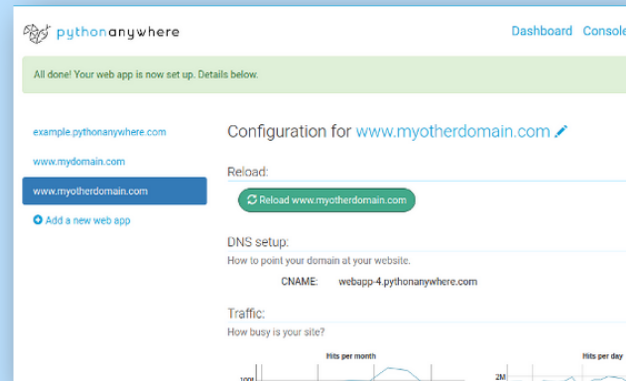 pythonanywhere
Dashboard Console
All done! Your web app is now set up. Details below.
example.pythonanywhere.com
www.mydomain.com
www.myotherdomain.com
Add a new web app
Configuration for www.myotherdomain.com
Reload:
Reload www.myotherdomain.com
DNS setup:
How to point your domain at your website.
CNAME: webapp-4.pythonanywhere.com
Traffic:
How busy is your site?
Hits per month
Hits per day
2M